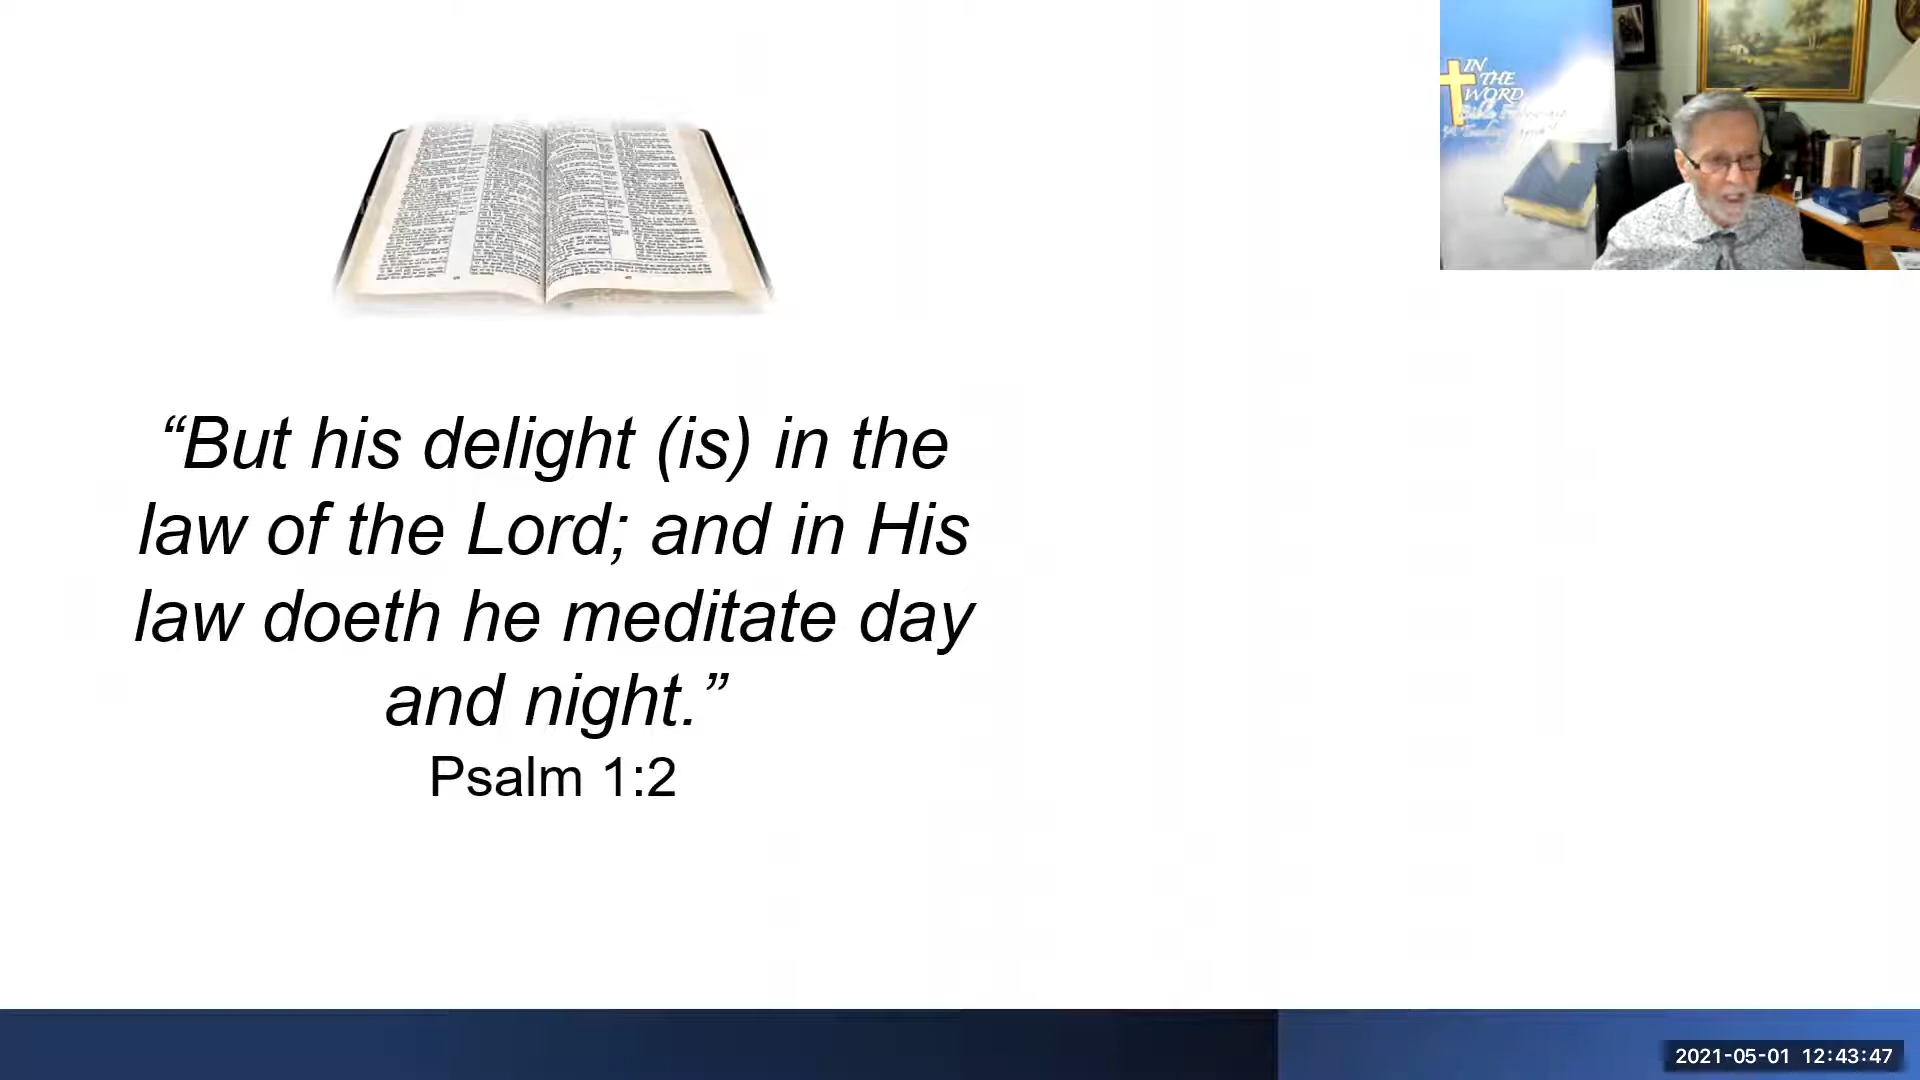 “But his delight (is) in the
law of the Lord; and in His
law doeth he meditate day
and night.”
Psalm 1:2
IN
THE
WORD
2021-05-01 12:43:47